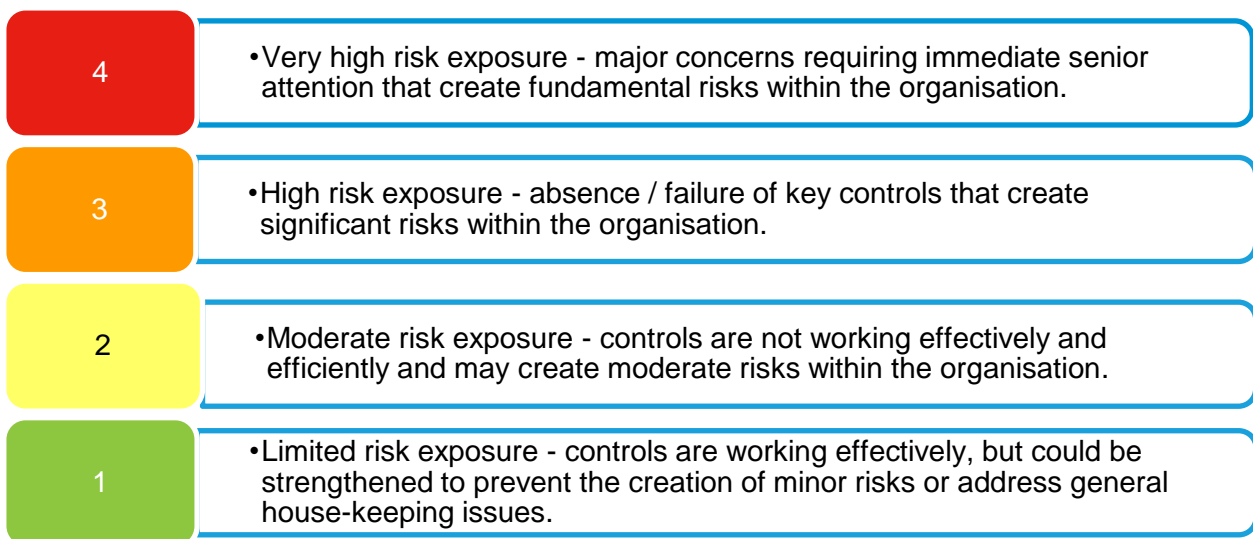 4
•Very high risk exposure - major concerns requiring immediate senior
attention that create fundamental risks within the organisation.
3
•High risk exposure - absence / failure of key controls that create
significant risks within the organisation.
2
•Moderate risk exposure - controls are not working effectively and
efficiently and may create moderate risks within the organisation.
1
•Limited risk exposure - controls are working effectively, but could be
strengthened to prevent the creation of minor risks or address general
house-keeping issues.